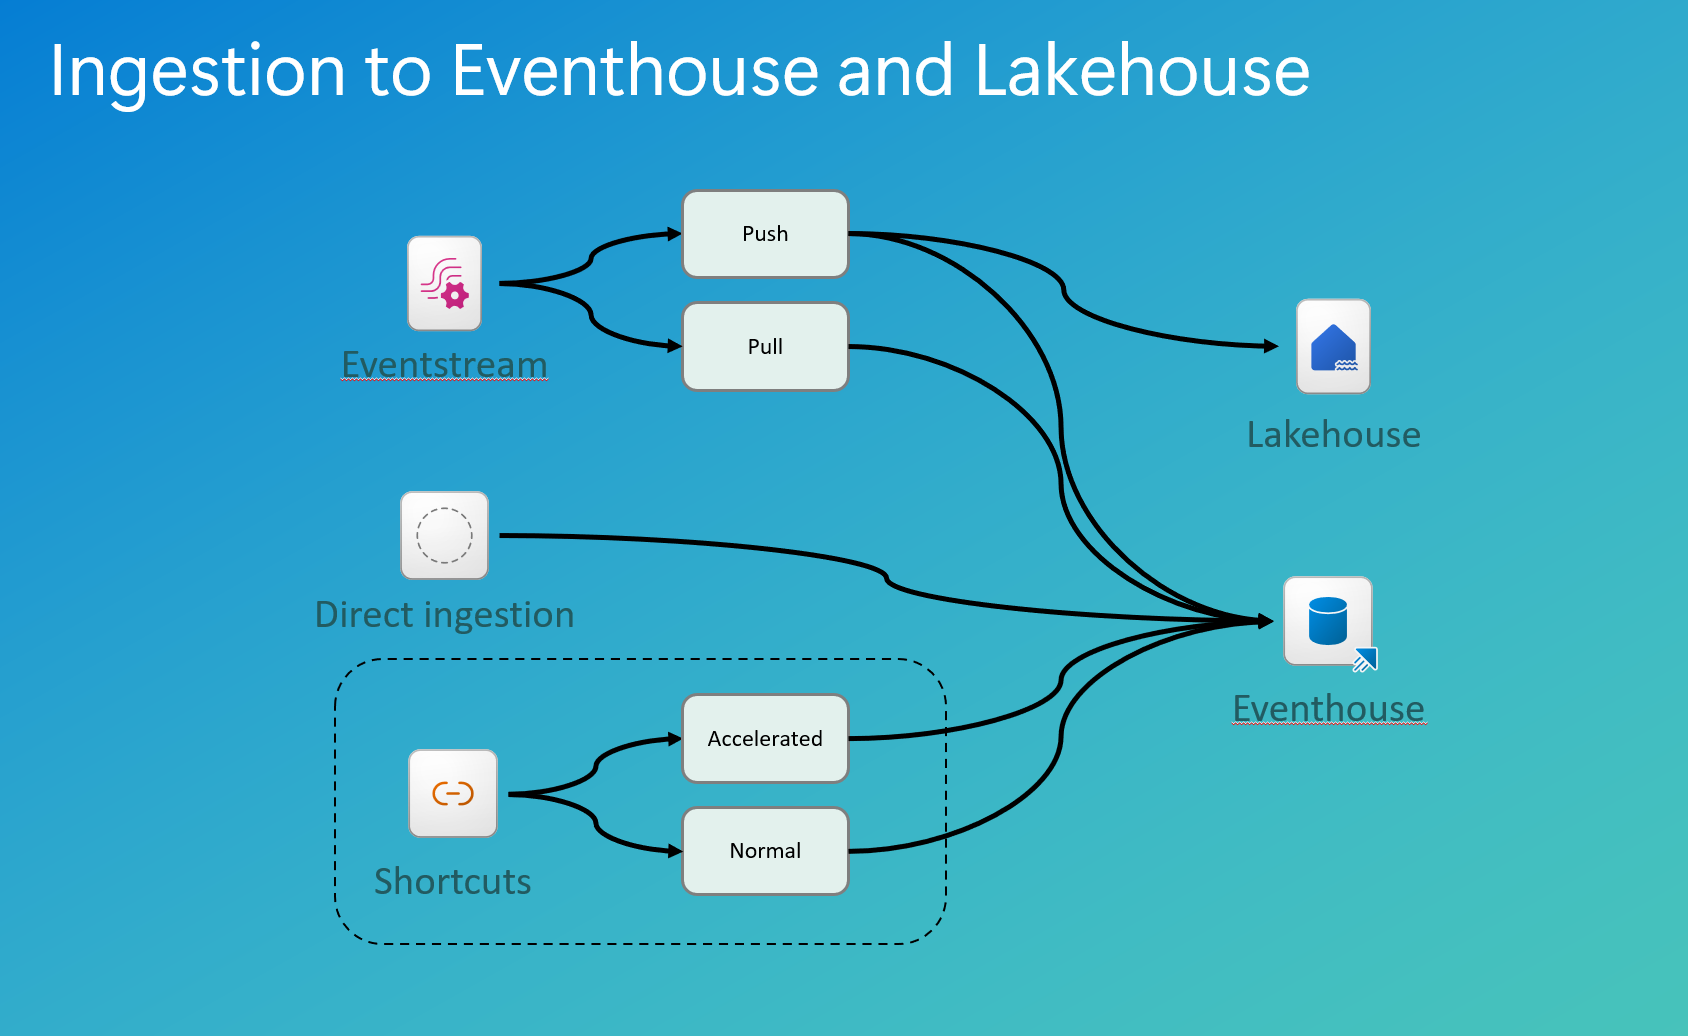 Ingestion to Eventhouse and Lakehouse
Push
Eventstream
Pull
Lakehouse
Direct ingestion
Eventhouse
Accelerated
Shortcuts
Normal